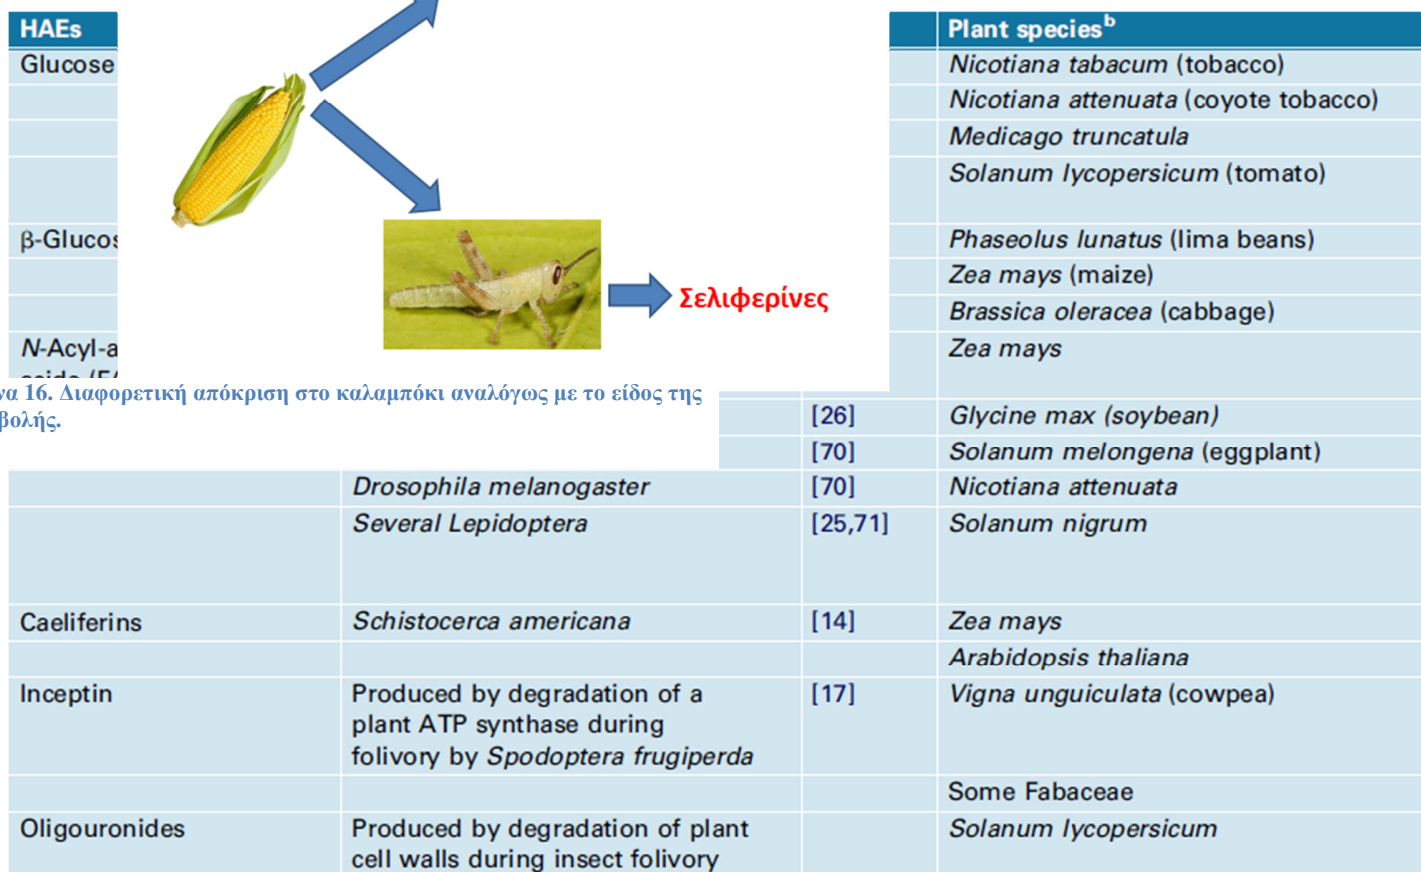 HAEs Plant species^b
Glucose Nicotiana tabacum (tobacco)
Nicotiana attenuata (coyote tobacco)
Medicago truncatula
Solanum lycopersicum (tomato)
β-Glucos Phaseolus lunatus (lima beans)
Zea mays (maize)
Σελιφερίνες
Brassica oleracea (cabbage)
N-Acyl-a Zea mays
να 16. Διαφορετική απόκριση στο καλαμπόκι αναλόγως με το είδος της
βολής.
[26] Glycine max (soybean)
[70] Solanum melongena (eggplant)
Drosophila melanogaster [70] Nicotiana attenuata
Several Lepidoptera [25,71] Solanum nigrum
Caeliferins Schistocerca americana [14] Zea mays
Arabidopsis thaliana
Inceptin Produced by degradation of a [17] Vigna unguiculata (cowpea)
plant ATP synthase during
folivory by Spodoptera frugiperda
Some Fabaceae
Oligouronides Produced by degradation of plant Solanum lycopersicum
cell walls during insect folivory